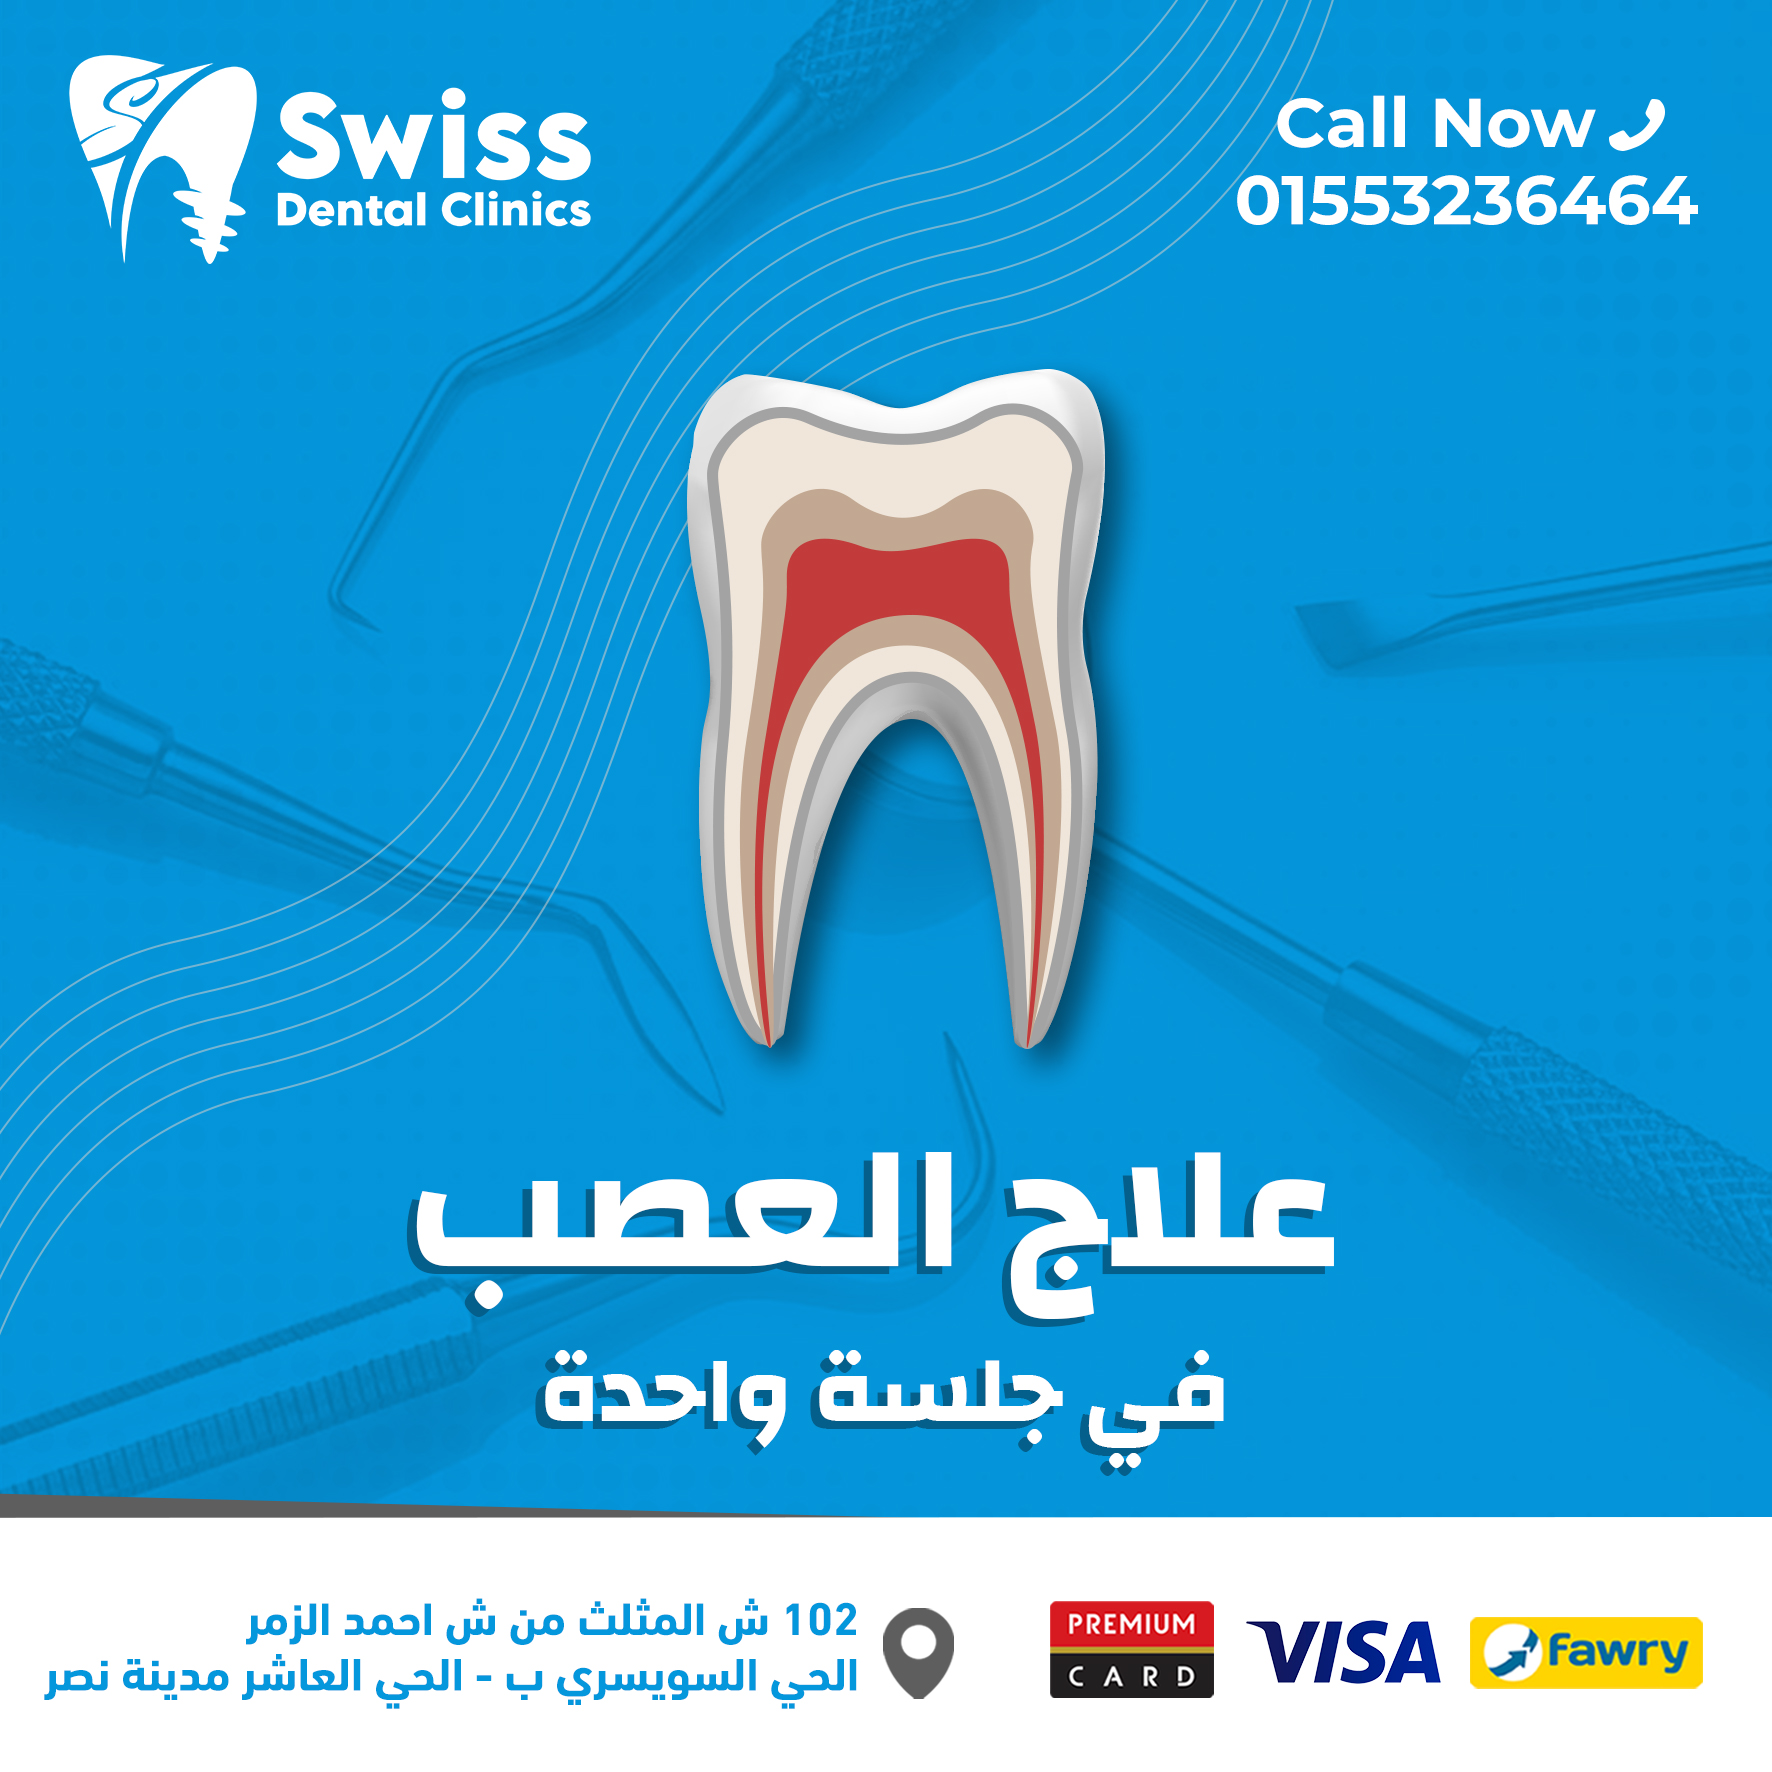 Swiss
Dental Clinics
Call Now
01553236464
علاج العصب
في جلسة واحدة
102 ش المثلث من ش احمد الزمر
الحي السويسري ب - الحي العاشر مدينة نصر
PREMIUM
CARD
VISA
fawry